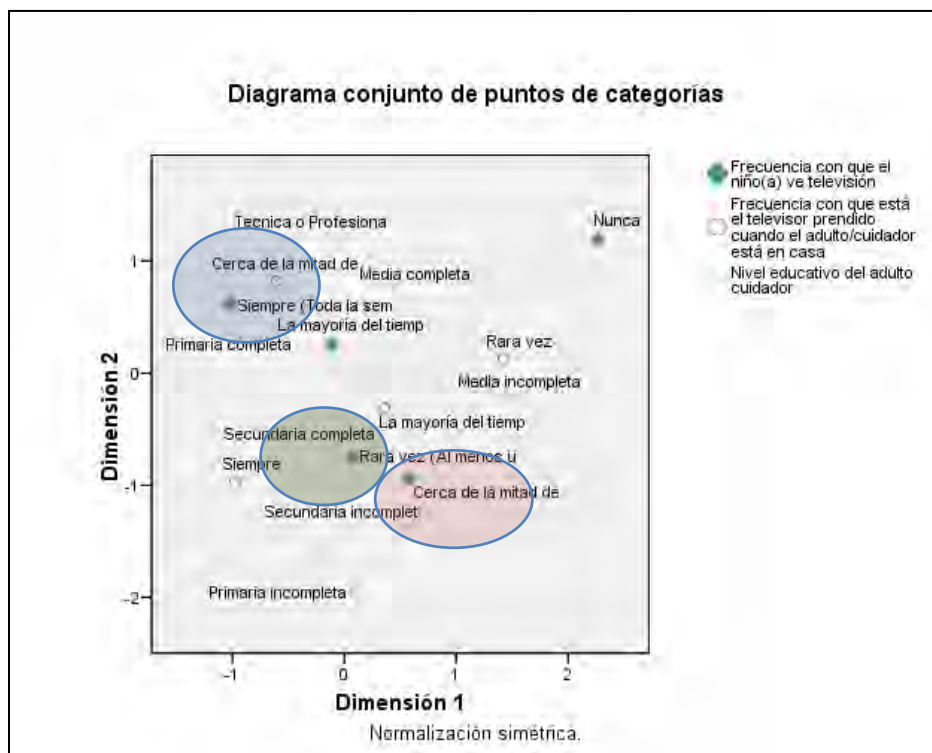 Diagrama conjunto de puntos de categorías
Frecuencia con que el
niño(a) ve televisión
Frecuencia con que está
el televisor prendido
cuando el adulto/cuidador
está en casa
Nivel educativo del adulto
cuidador
Tecnica o Profesiona
Nunca
Cerca de la mitad de
Media completa
Siempre (Toda la sem
La mayoría del tiemp
Primaria completa
Rara vez
Media incompleta
La mayoría del tiemp
Secundaria completa
Siempre
Rara vez (Al menos u
Cerca de la mitad de
Secundaria incomplet
Primaria incompleta
Dimensión 2
1
0
-1
-2
-1
0
1
2
Dimensión 1
Normalización simétrica.